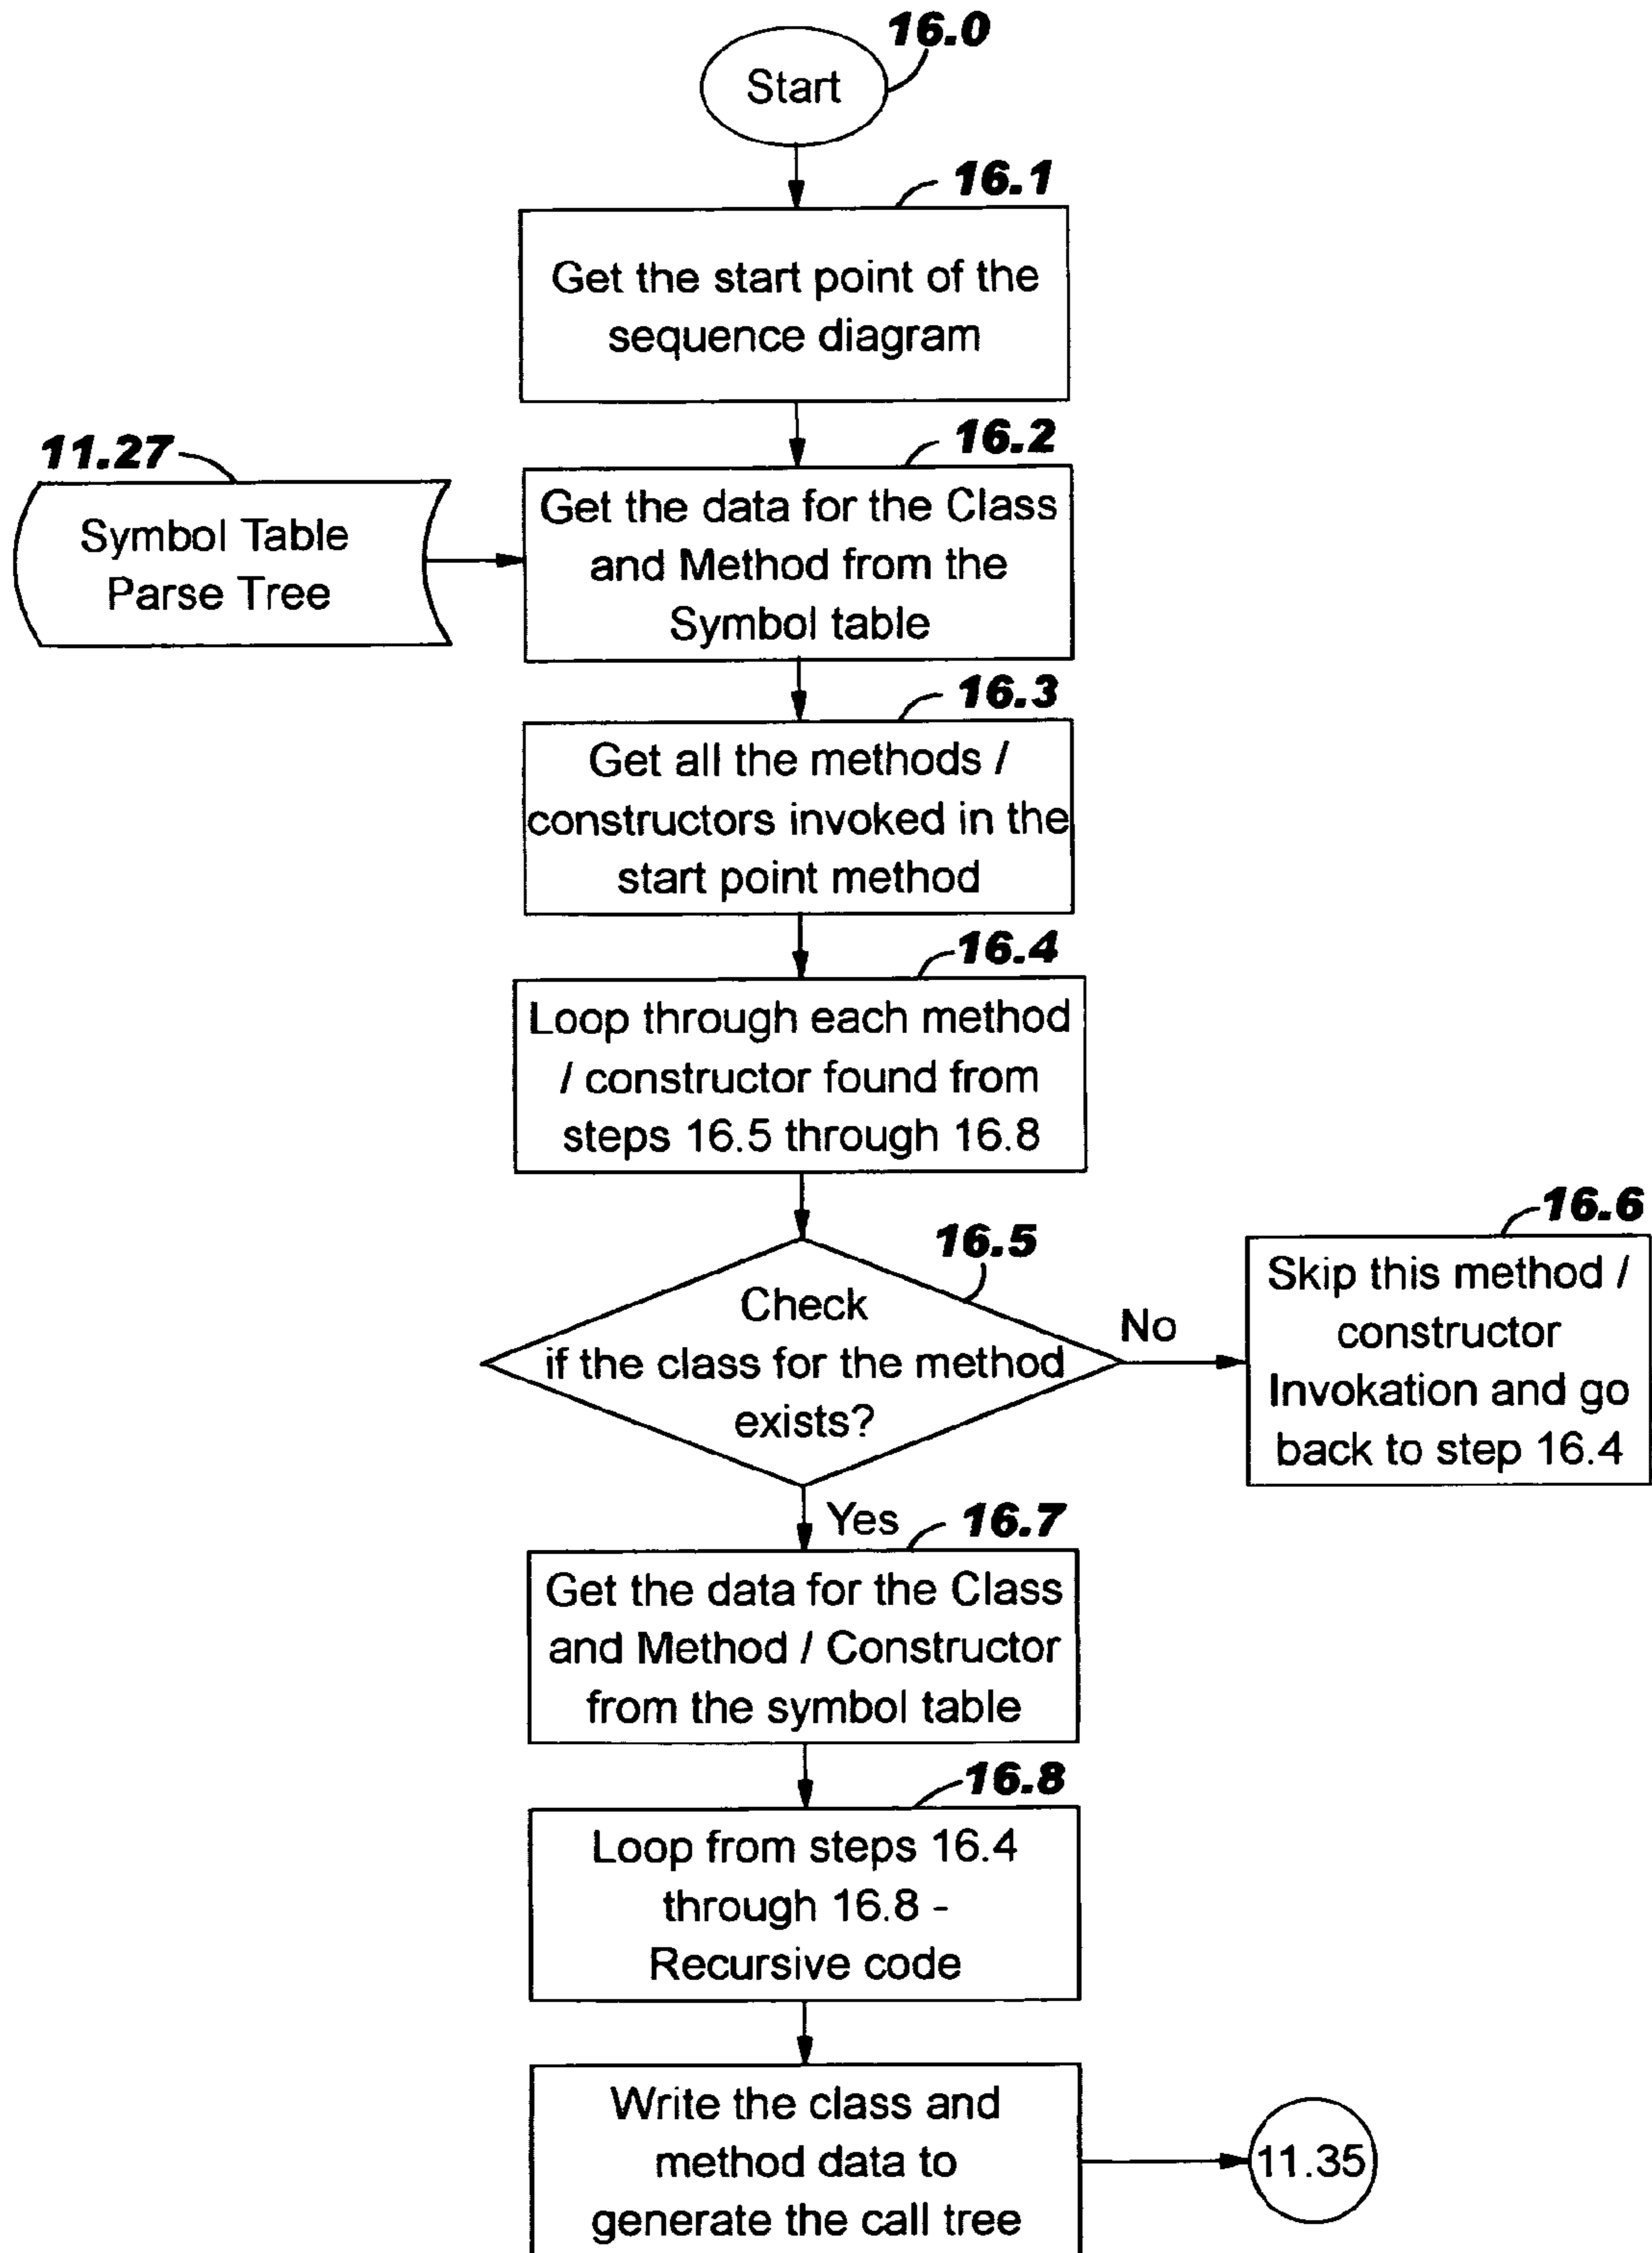 16.0
Start
16.1
Get the start point of the
sequence diagram
11.27
Symbol Table
Parse Tree
16.2
Get the data for the Class
and Method from the
Symbol table
16.3
Get all the methods /
constructors invoked in the
start point method
16.4
Loop through each method
/ constructor found from
steps 16.5 through 16.8
16.5
Check
if the class for the method
exists?
No
16.6
Skip this method /
constructor
Invokation and go
back to step 16.4
Yes
16.7
Get the data for the Class
and Method / Constructor
from the symbol table
16.8
Loop from steps 16.4
through 16.8 -
Recursive code
Write the class and
method data to
generate the call tree
11.35